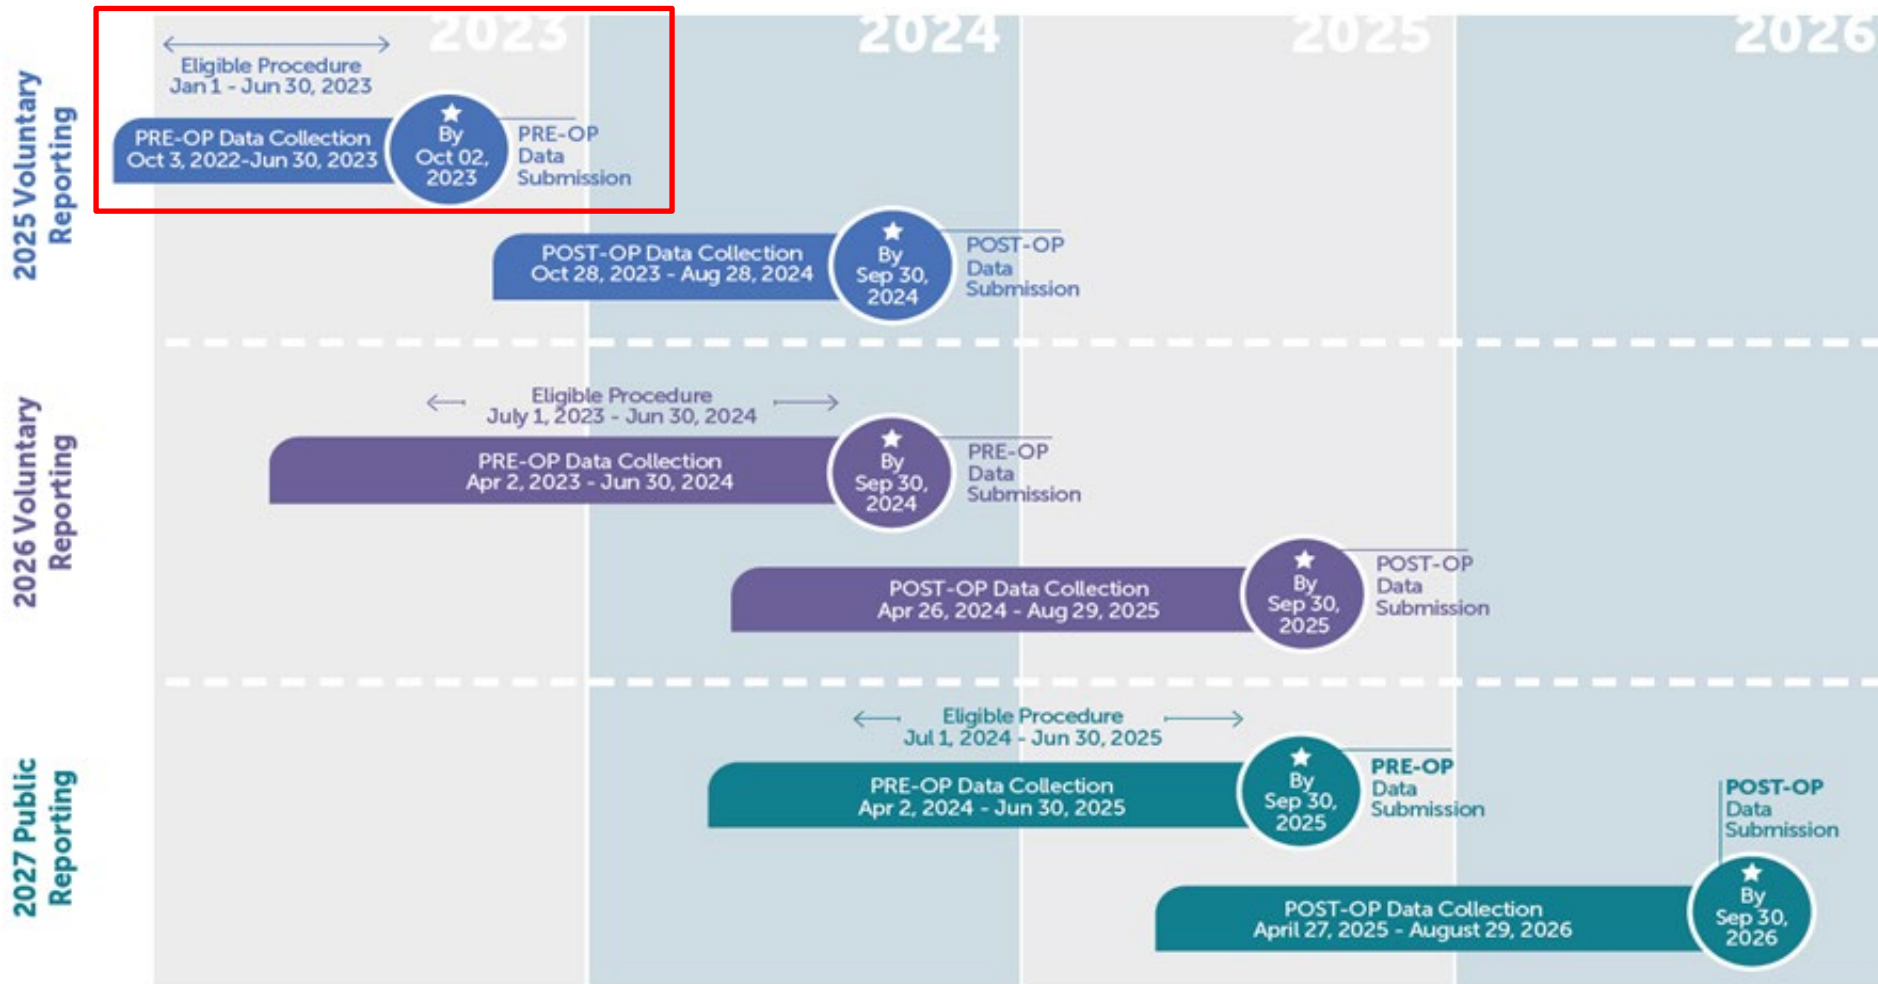 2023
2024
2025
2026
2025 Voluntary
Reporting
Eligible Procedure
Jan 1 - Jun 30, 2023
PRE-OP Data Collection
Oct 3, 2022-Jun 30, 2023
By
Oct 02,
2023
PRE-OP
Data
Submission
POST-OP Data Collection
Oct 28, 2023 - Aug 28, 2024
By
Sep 30,
2024
POST-OP
Data
Submission
2026 Voluntary
Reporting
Eligible Procedure
July 1, 2023 - Jun 30, 2024
PRE-OP Data Collection
Apr 2, 2023 - Jun 30, 2024
By
Sep 30,
2024
PRE-OP
Data
Submission
POST-OP Data Collection
Apr 26, 2024 - Aug 29, 2025
By
Sep 30,
2025
POST-OP
Data
Submission
2027 Public
Reporting
Eligible Procedure
Jul 1, 2024 - Jun 30, 2025
PRE-OP Data Collection
Apr 2, 2024 - Jun 30, 2025
By
Sep 30,
2025
PRE-OP
Data
Submission
POST-OP Data Collection
April 27, 2025 - August 29, 2026
By
Sep 30,
2026
POST-OP
Data
Submission